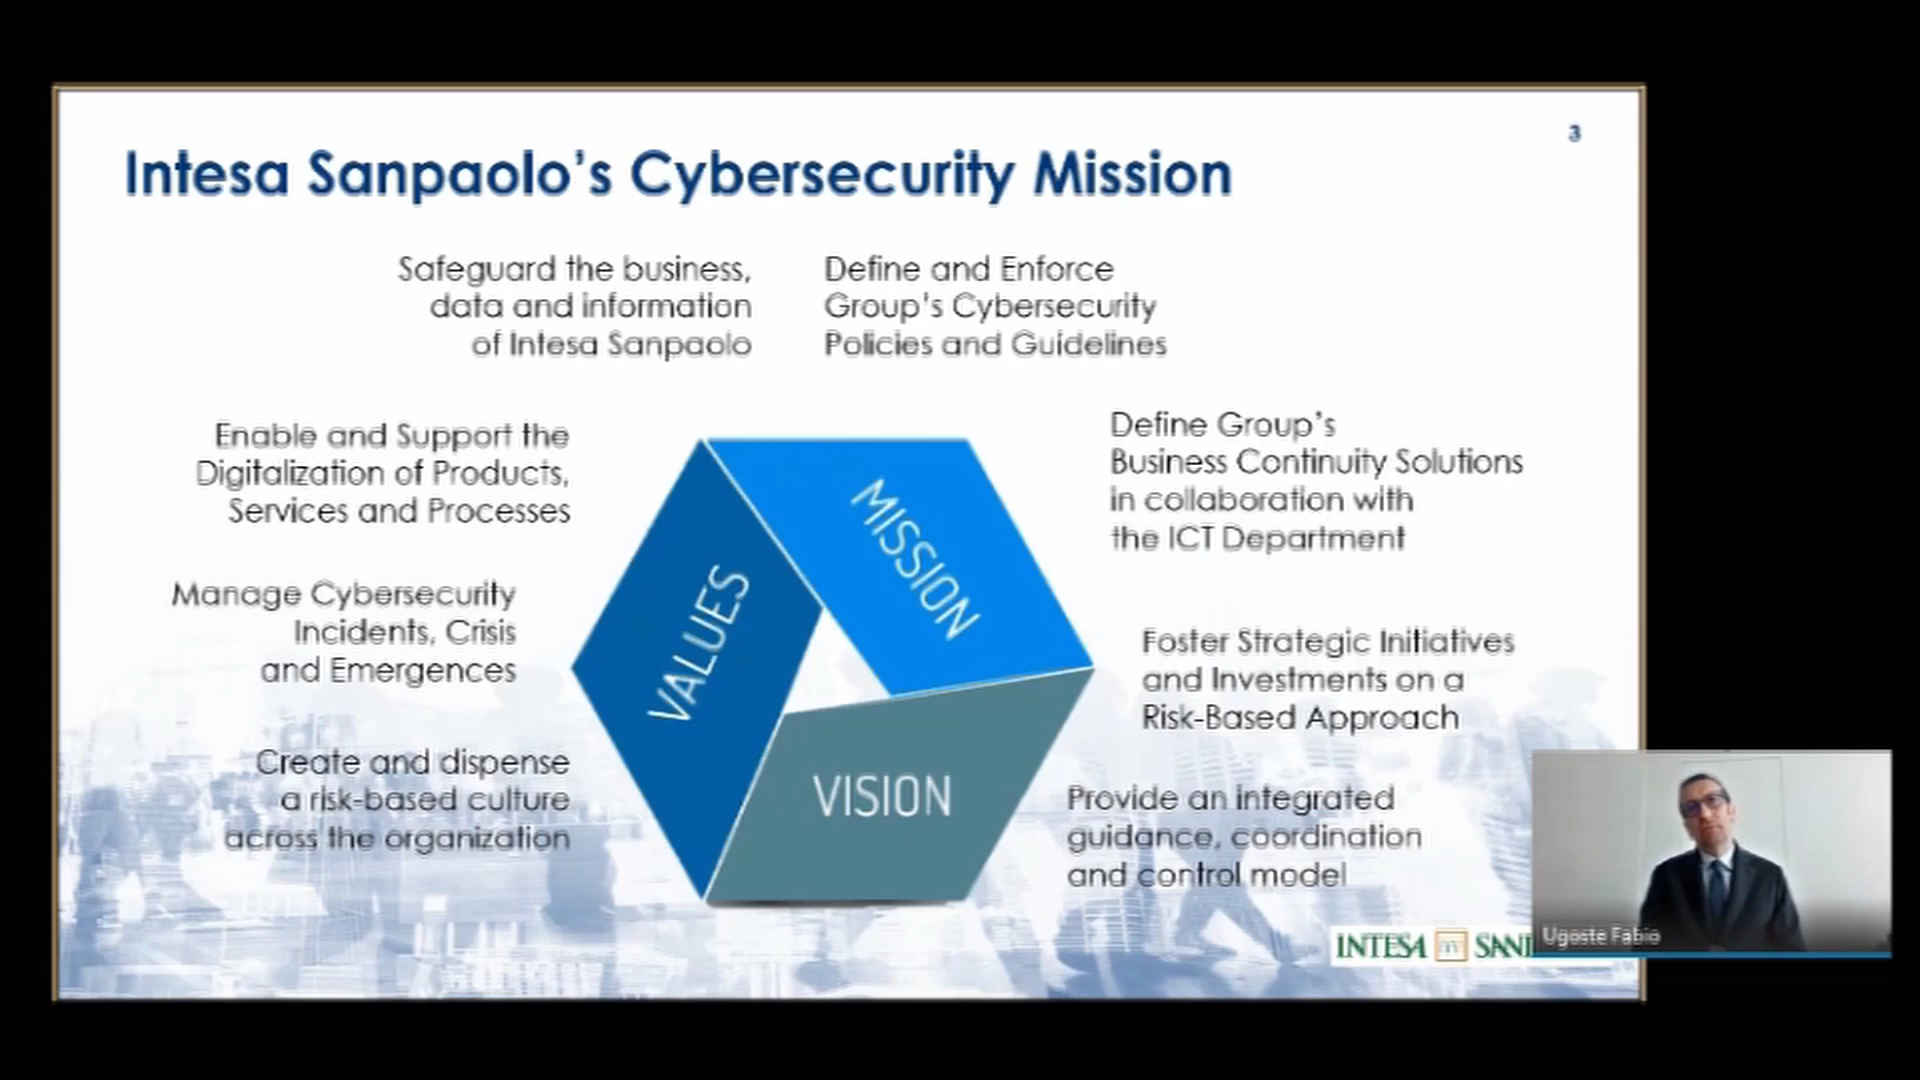 3
Intesa Sanpaolo's Cybersecurity Mission
Safeguard the business,
data and information
of Intesa Sanpaolo
Define and Enforce
Group's Cybersecurity
Policies and Guidelines
Enable and Support the
Digitalization of Products,
Services and Processes
Define Group's
Business Continuity Solutions
in collaboration with
the ICT Department
Manage Cybersecurity
Incidents, Crisis
and Emergences
Foster Strategic Initiatives
and Investments on a
Risk-Based Approach
Create and dispense
a risk-based culture
across the organization
Provide an integrated
guidance, coordination
and control model
MISSION
VALUES
VISION
INTESA
Ugoste Fabio